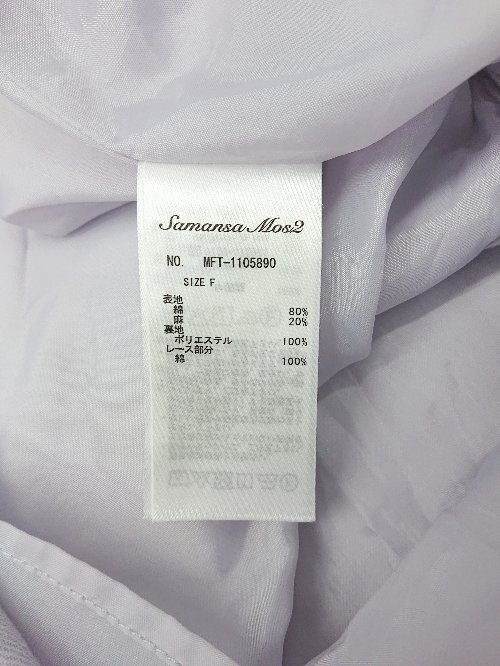 Samansa Mos2
NO. MFT-1105890
SIZE F
表地
綿 80%
麻 20%
裏地
ポリエステル 100%
レース部分
綿 100%